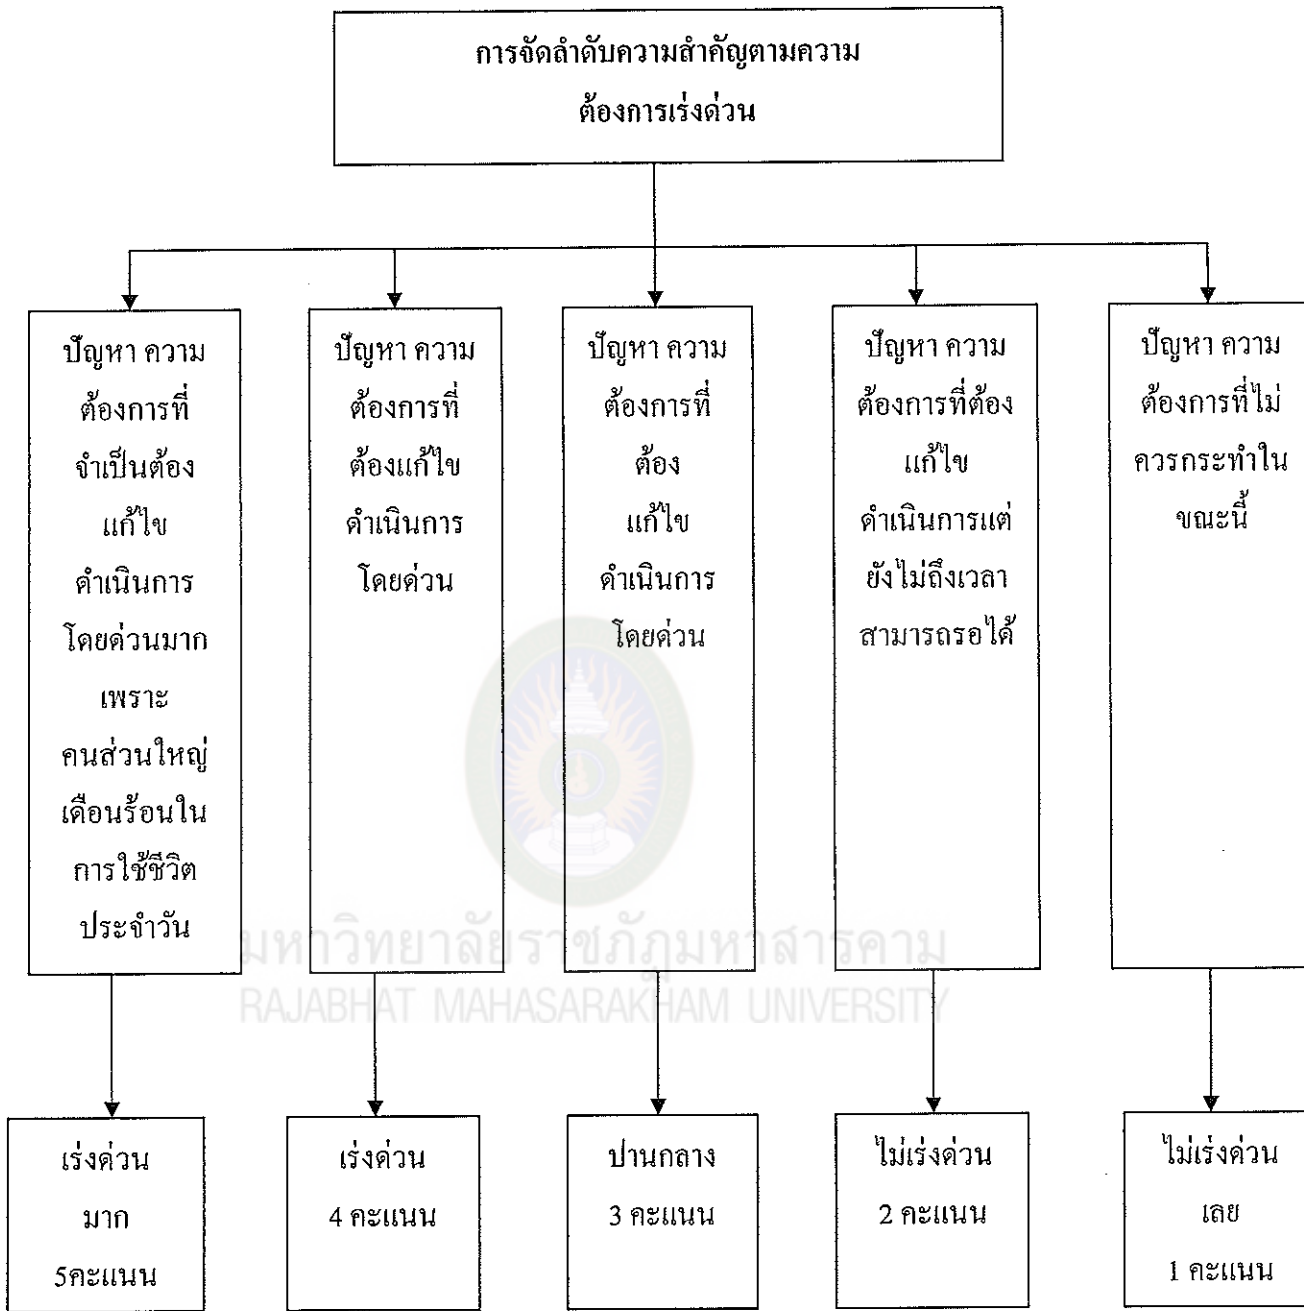 การจัดลำดับความสำคัญตามความ
ต้องการเร่งด่วน
ปัญหา ความ
ต้องการที่
จำเป็นต้อง
แก้ไข
ดำเนินการ
โดยด่วนมาก
เพราะ
คนส่วนใหญ่
เดือนร้อนใน
การใช้ชีวิต
ประจำวัน
ปัญหา ความ
ต้องการที่
ต้องแก้ไข
ดำเนินการ
โดยด่วน
ปัญหา ความ
ต้องการที่
ต้อง
แก้ไข
ดำเนินการ
โดยด่วน
ปัญหา ความ
ต้องการที่ต้อง
แก้ไข
ดำเนินการแต่
ยังไม่ถึงเวลา
สามารถรอได้
ปัญหา ความ
ต้องการที่ไม่
ควรกระทำใน
ขณะนี้
มหาวิทยาลัยราชภัฏมหาสารคาม
RAJABHAT MAHASARAKHAM UNIVERSITY
เร่งด่วน
มาก
5คะแนน
เร่งด่วน
4 คะแนน
ปานกลาง
3 คะแนน
ไม่เร่งด่วน
2 คะแนน
ไม่เร่งด่วน
เลย
1 คะแนน